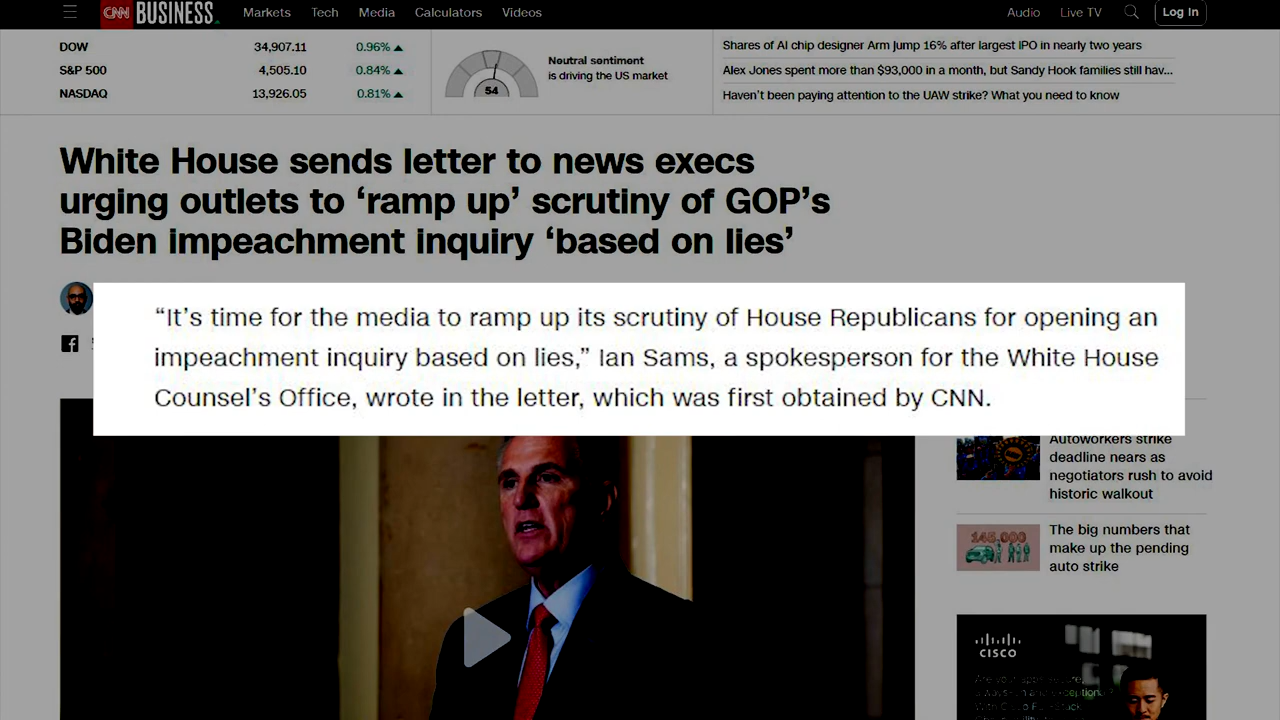 CNN BUSINESS
Markets Tech Media Calculators Videos
Audio Live TV Log In
DOW 34,907.11 0.96%
S&P 500 4,505.10 0.84%
NASDAQ 13,926.05 0.81%
54
Neutral sentiment
is driving the US market
Shares of AI chip designer Arm jump 16% after largest IPO in nearly two years
Alex Jones spent more than $93,000 in a month, but Sandy Hook families still hav...
Haven't been paying attention to the UAW strike? What you need to know
White House sends letter to news execs
urging outlets to ‘ramp up’ scrutiny of GOP’s
Biden impeachment inquiry ‘based on lies’
“It’s time for the media to ramp up its scrutiny of House Republicans for opening an
impeachment inquiry based on lies,” Ian Sams, a spokesperson for the White House
Counsel’s Office, wrote in the letter, which was first obtained by CNN.
Autoworkers strike
deadline nears as
negotiators rush to avoid
historic walkout
The big numbers that
make up the pending
auto strike
CISCO